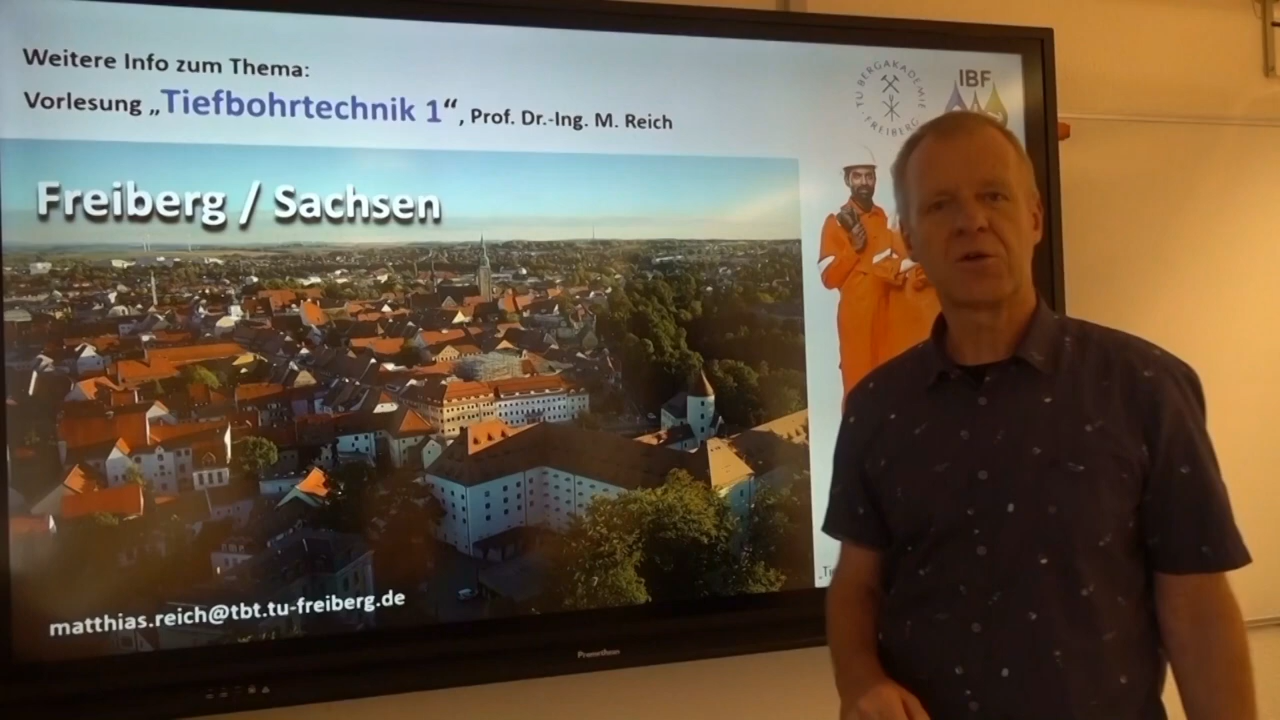 Weitere Info zum Thema:
Vorlesung „Tiefbohrtechnik 1“, Prof. Dr.-Ing. M. Reich
TU BERGAKADEMIE FREIBERG
IBF
Freiberg / Sachsen
matthias.reich@tbt.tu-freiberg.de
Promethean